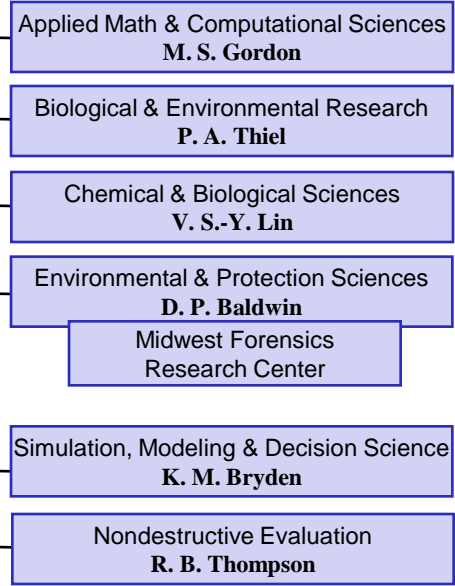 Applied Math & Computational Sciences
M. S. Gordon
Biological & Environmental Research
P. A. Thiel
Chemical & Biological Sciences
V. S.-Y. Lin
Environmental & Protection Sciences
D. P. Baldwin
Midwest Forensics
Research Center
Simulation, Modeling & Decision Science
K. M. Bryden
Nondestructive Evaluation
R. B. Thompson